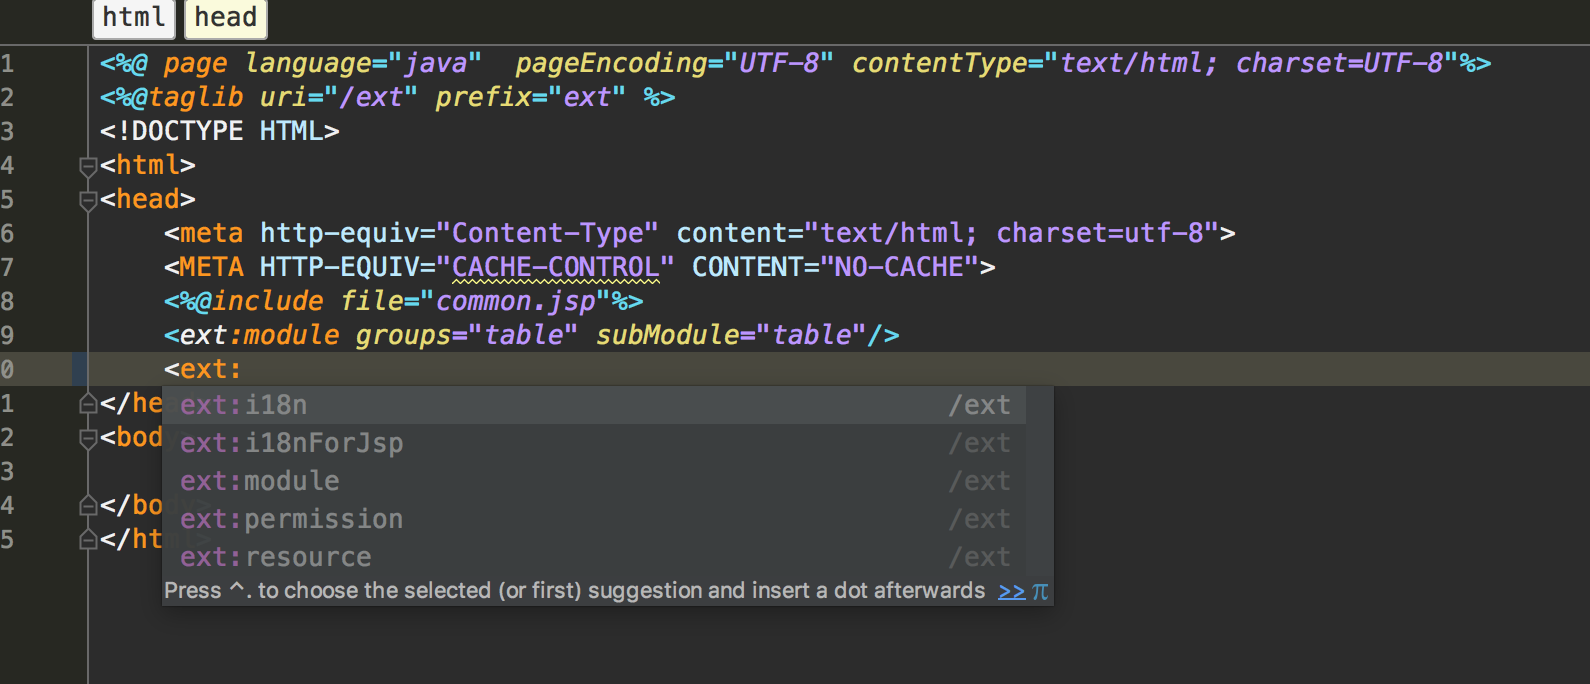 html head
1 <%@ page language="java"  pageEncoding="UTF-8" contentType="text/html; charset=UTF-8"%>
2 <%@taglib uri="/ext" prefix="ext" %>
3 <!DOCTYPE HTML>
4 <html>
5 <head>
6 <meta http-equiv="Content-Type" content="text/html; charset=utf-8">
7 <META HTTP-EQUIV="CACHE-CONTROL" CONTENT="NO-CACHE">
8 <%@include file="common.jsp"%>
9 <ext:module groups="table" subModule="table"/>
0 <ext:
1 </he
ext:i18n /ext
2 <body
ext:i18nForJsp /ext
3
ext:module /ext
4 </body>
ext:permission /ext
5 </html>
ext:resource /ext
Press ^. to choose the selected (or first) suggestion and insert a dot afterwards >> π